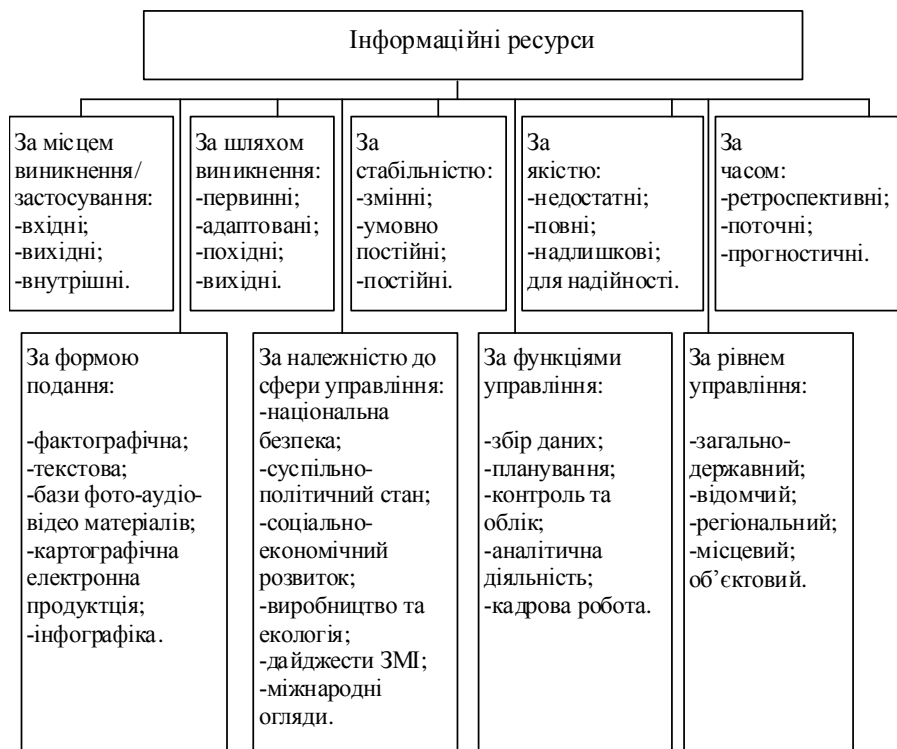 Інформаційні ресурси
За місцем
виникнення/
застосування:
-вхідні;
-вихідні;
-внутрішні.
За шляхом
виникнення:
-первинні;
-адаптовані;
-похідні;
-вихідні.
За
стабільністю:
-змінні;
-умовно
постійні;
-постійні.
За
якістю:
-недостатні;
-повні;
-надлишкові;
для надійності.
За
часом:
-ретроспективні;
-поточні;
-прогностичні.
За формою
подання:
-фактографічна;
-текстова;
-бази фото-аудіо-
відео матеріалів;
-картографічна
електронна
продуктція;
-інфографіка.
За належністю до
сфери управління:
-національна
безпека;
-суспільно-
політичний стан;
-соціально-
економічний
розвиток;
-виробництво та
екологія;
-дайджести ЗМІ;
-міжнародні
огляди.
За функціями
управління:
-збір даних;
-планування;
-контроль та
облік;
-аналітична
діяльність;
-кадрова робота.
За рівнем
управління:
-загально-
державний;
-відомчий;
-регіональний;
-місцевий;
об’єктовий.